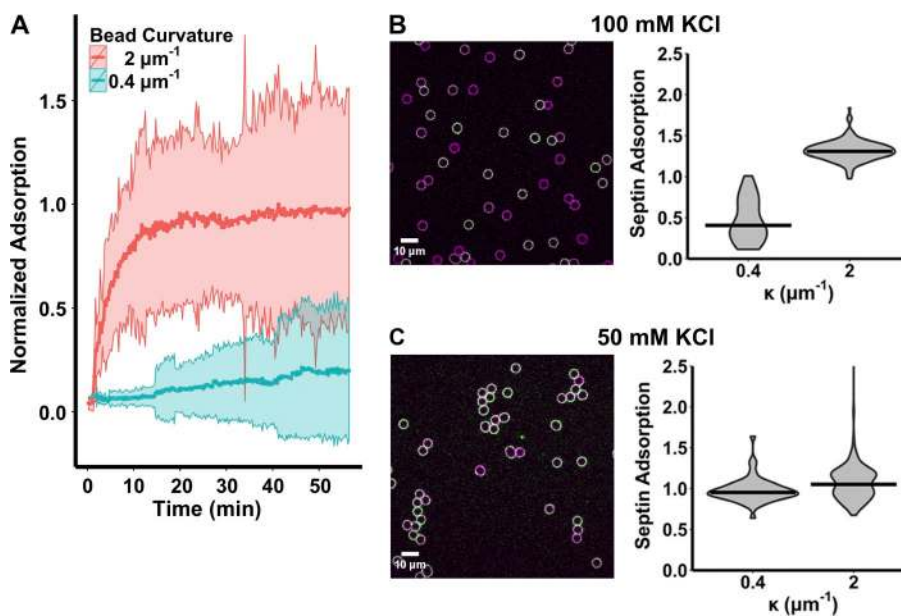 A
Bead Curvature
2 µm⁻¹
0.4 µm⁻¹
Normalized Adsorption
1.5
1.0
0.5
0.0
0 10 20 30 40 50
Time (min)
B
100 mM KCl
10 µm
Septin Adsorption
2.5
2.0
1.5
1.0
0.5
0.0
0.4 2
κ (µm⁻¹)
C
50 mM KCl
10 µm
Septin Adsorption
2.5
2.0
1.5
1.0
0.5
0.0
0.4 2
κ (µm⁻¹)